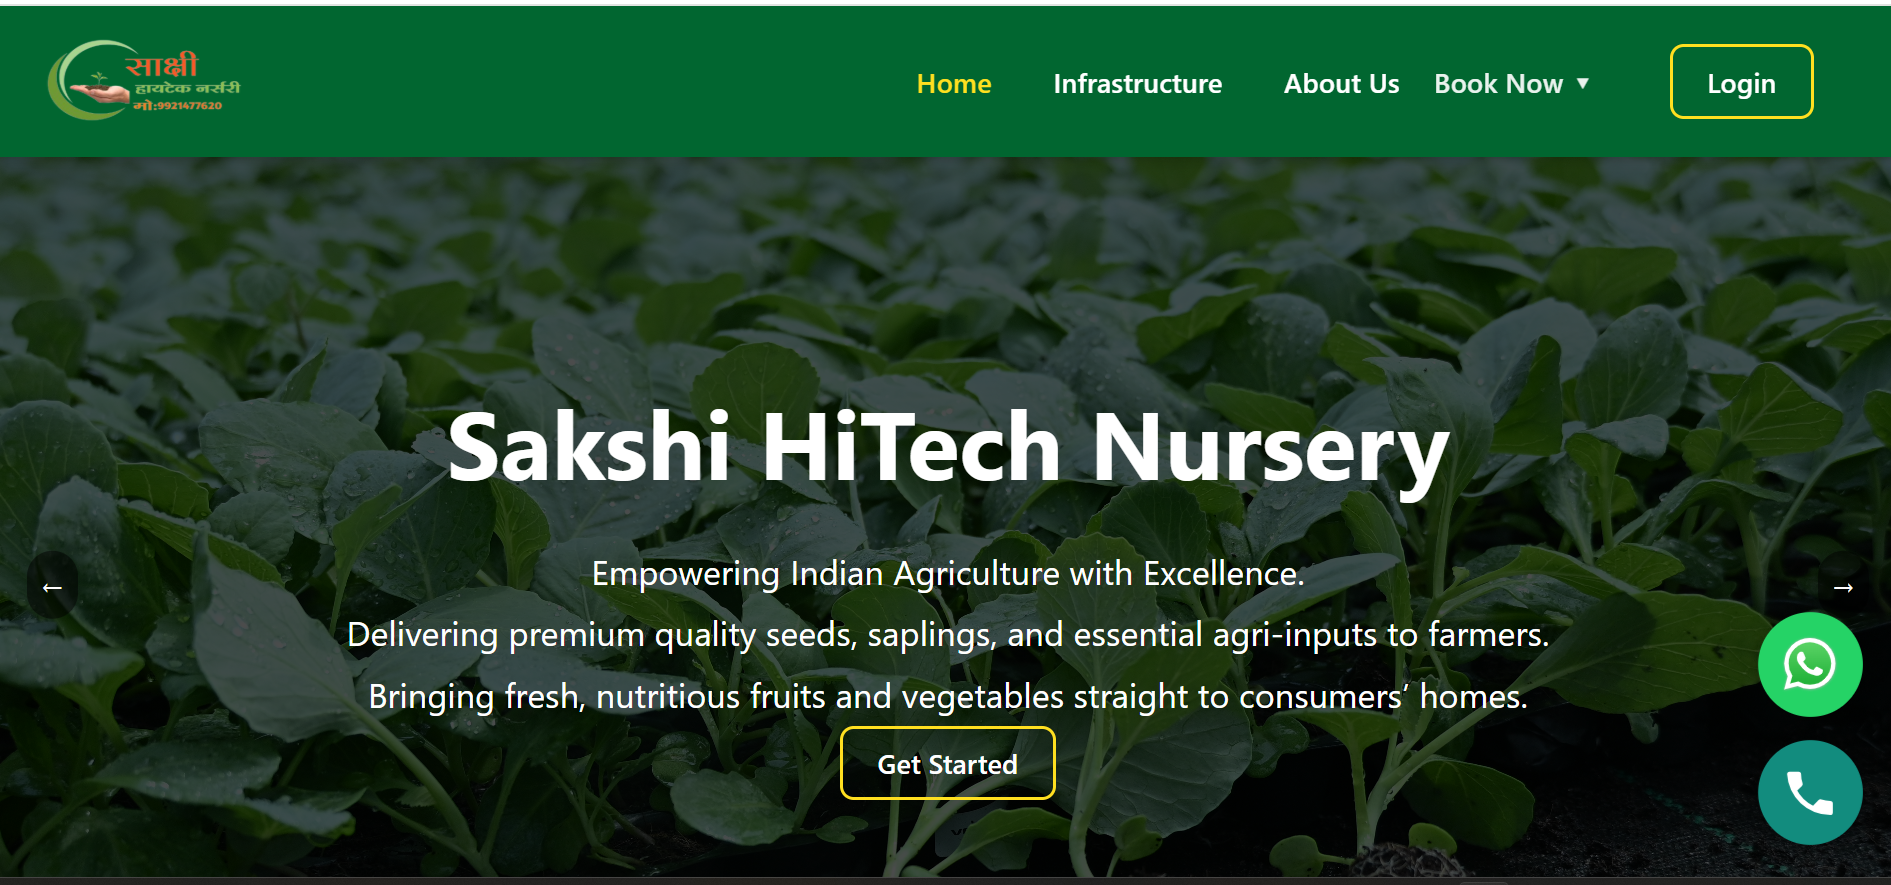 साक्षी
हायटेक नर्सरी
मो:9921477620
Home
Infrastructure
About Us
Book Now ▼
Login
Sakshi HiTech Nursery
Empowering Indian Agriculture with Excellence.
Delivering premium quality seeds, saplings, and essential agri-inputs to farmers.
Bringing fresh, nutritious fruits and vegetables straight to consumers’ homes.
←
→
Get Started